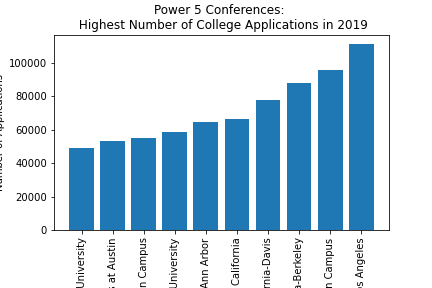 Power 5 Conferences:
Highest Number of College Applications in 2019
Number of Applications
100000
80000
60000
40000
20000
0
University
at Austin
Campus
University
Ann Arbor
California
-Davis
-Berkeley
Campus
Angeles